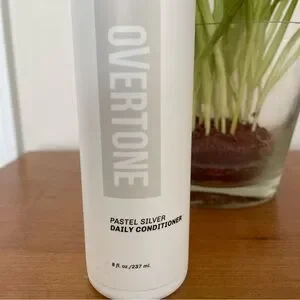 OVERTONE
PASTEL SILVER
DAILY CONDITIONER
8 fl. oz./237 mL